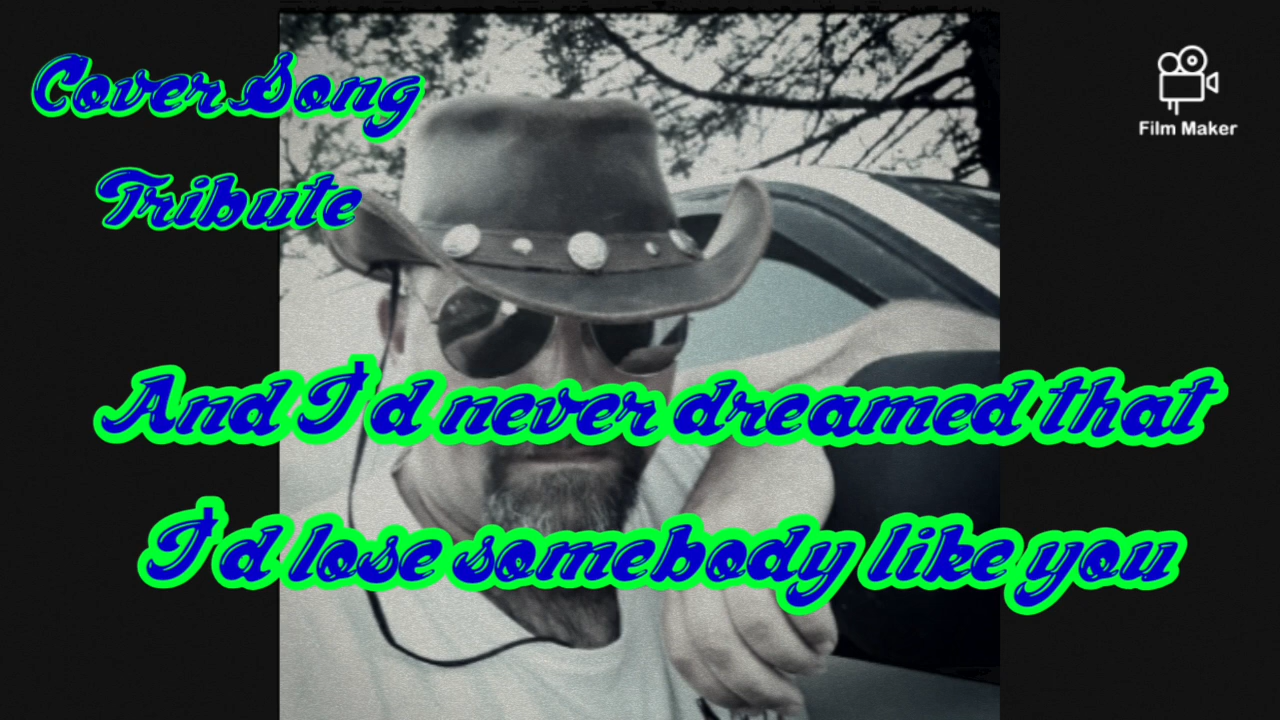 Cover Song
Tribute
Film Maker
And I'd never dreamed that
I'd lose somebody like you